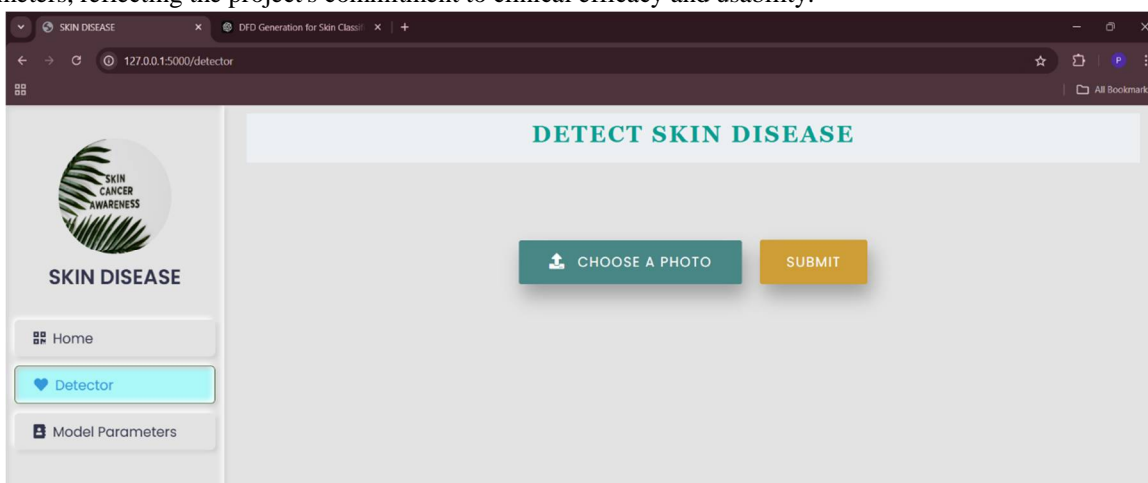 reflecting the project's commitment to clinical efficacy and usability.
SKIN DISEASE
DFD Generation for Skin Classif
127.0.0.1:5000/detector
P
All Bookmark
SKIN
CANCER
AWARENESS
SKIN DISEASE
Home
Detector
Model Parameters
DETECT SKIN DISEASE
CHOOSE A PHOTO
SUBMIT